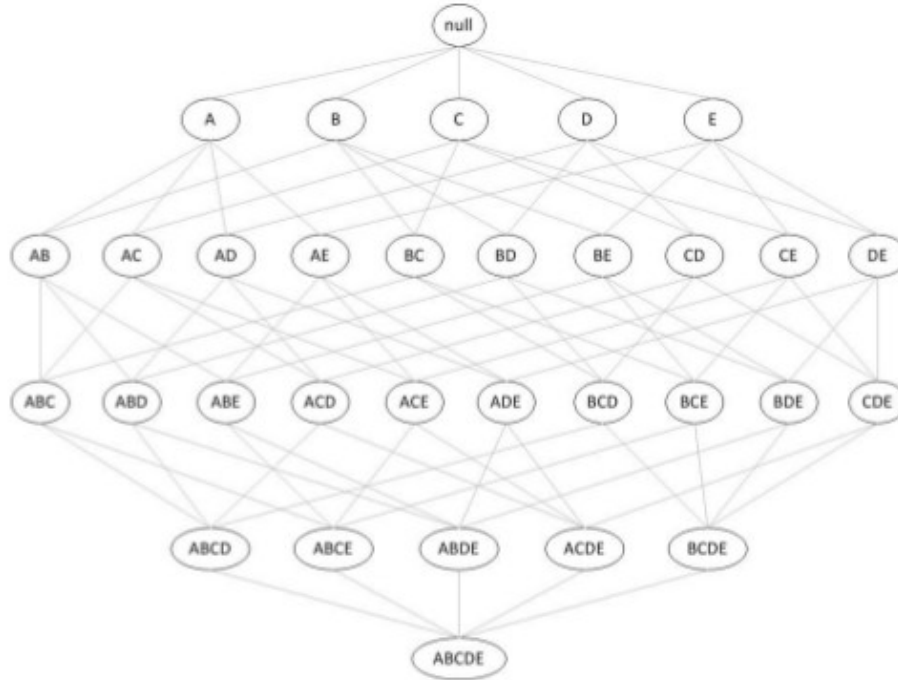 null
A B C D E
AB AC AD AE BC BD BE CD CE DE
ABC ABD ABE ACD ACE ADE BCD BCE BDE CDE
ABCD ABCE ABDE ACDE BCDE
ABCDE